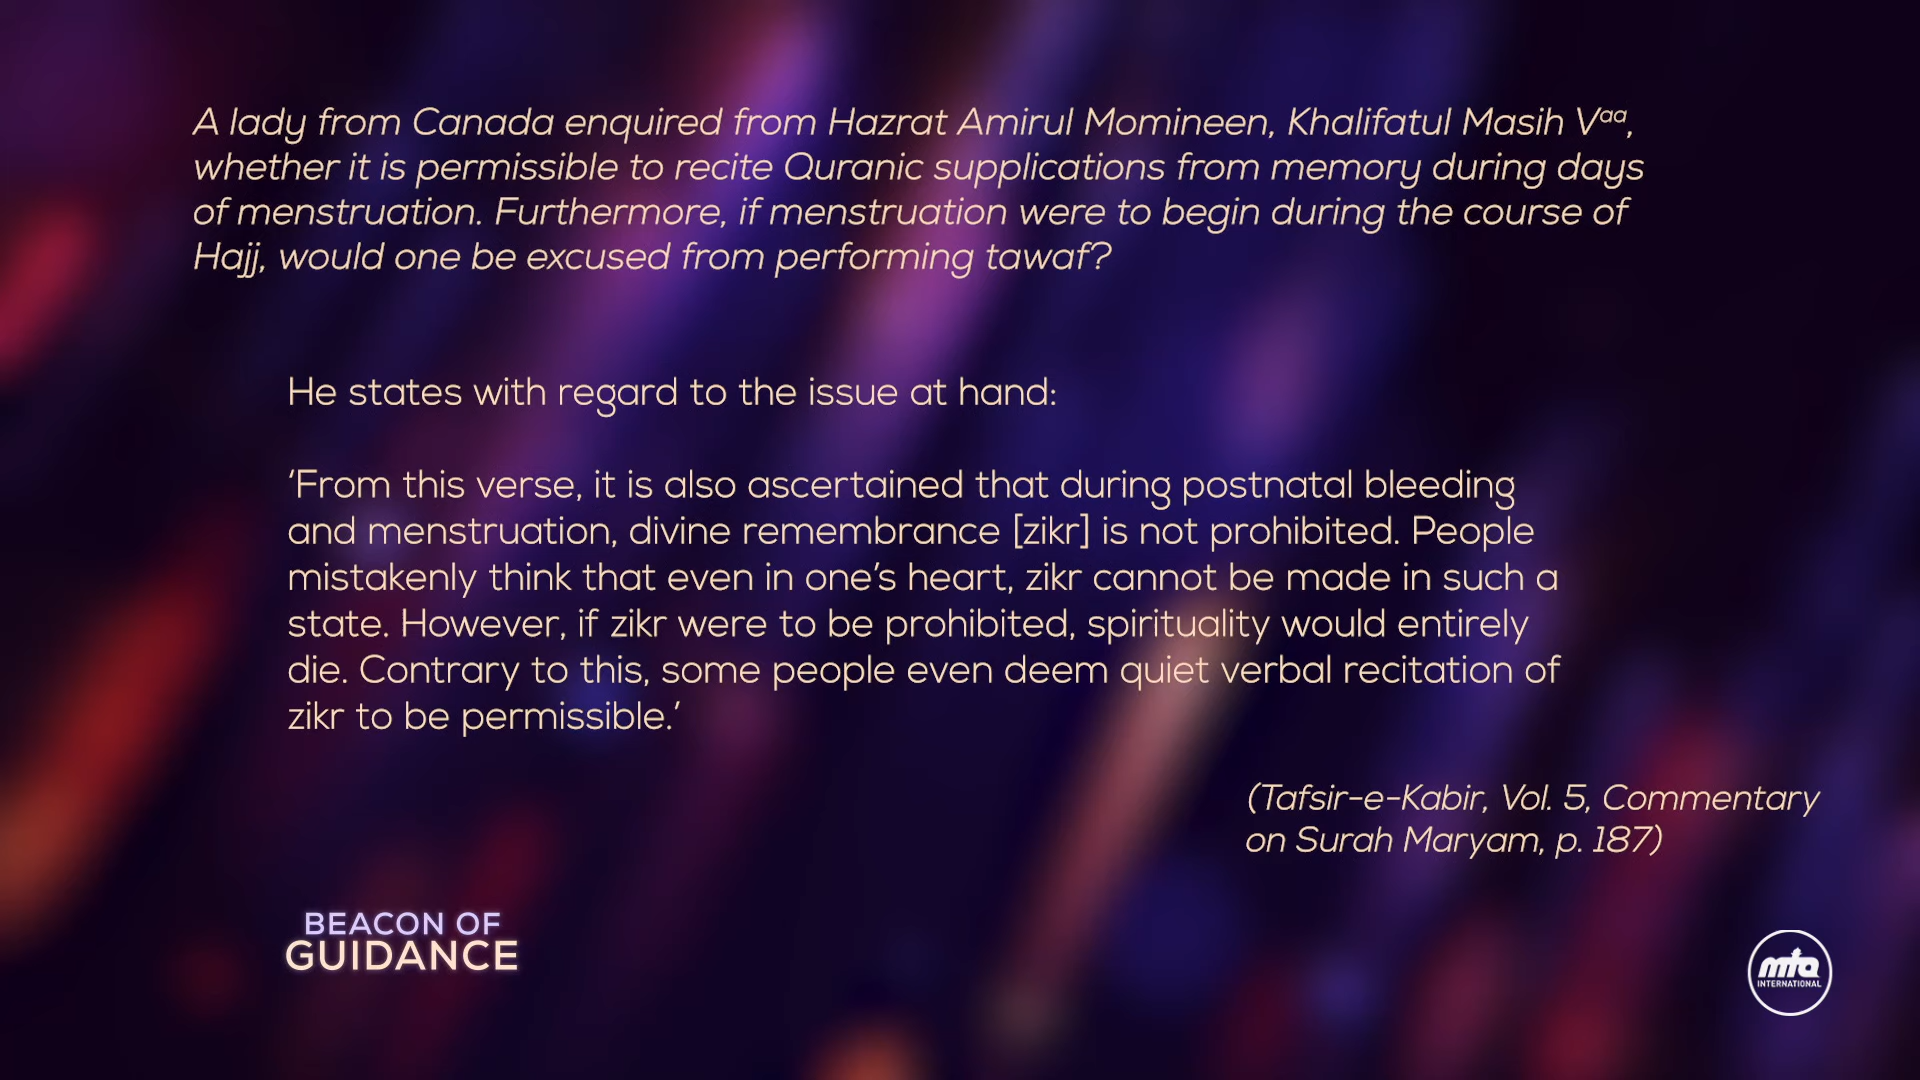 A lady from Canada enquired from Hazrat Amirul Momineen, Khalifatul Masih Vᵃᵃ,
whether it is permissible to recite Quranic supplications from memory during days
of menstruation. Furthermore, if menstruation were to begin during the course of
Hajj, would one be excused from performing tawaf?
He states with regard to the issue at hand:
‘From this verse, it is also ascertained that during postnatal bleeding
and menstruation, divine remembrance [zikr] is not prohibited. People
mistakenly think that even in one’s heart, zikr cannot be made in such a
state. However, if zikr were to be prohibited, spirituality would entirely
die. Contrary to this, some people even deem quiet verbal recitation of
zikr to be permissible.’
(Tafsir-e-Kabir, Vol. 5, Commentary
on Surah Maryam, p. 187)
BEACON OF
GUIDANCE
mta
INTERNATIONAL